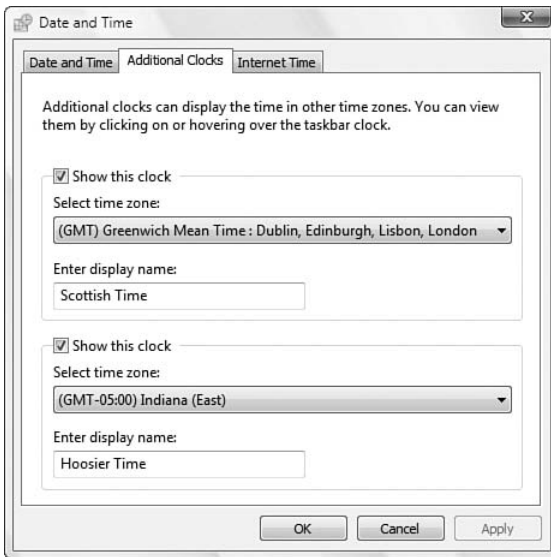 Date and Time
Date and Time Additional Clocks Internet Time
Additional clocks can display the time in other time zones. You can view
them by clicking on or hovering over the taskbar clock.
Show this clock
Select time zone:
(GMT) Greenwich Mean Time : Dublin, Edinburgh, Lisbon, London
Enter display name:
Scottish Time
Show this clock
Select time zone:
(GMT-05:00) Indiana (East)
Enter display name:
Hoosier Time
OK Cancel Apply